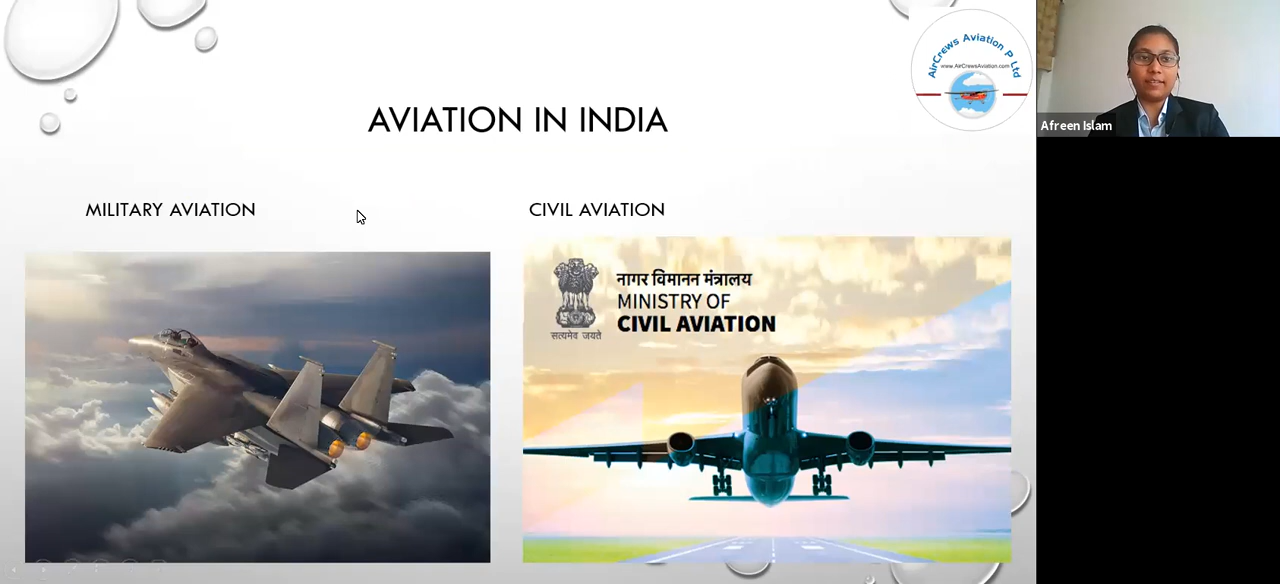 AVIATION IN INDIA
AirCrews Aviation P Ltd
www.AirCrewsAviation.com
Afreen Islam
MILITARY AVIATION
CIVIL AVIATION
नागर विमानन मंत्रालय
MINISTRY OF
CIVIL AVIATION
सत्यमेव जयते